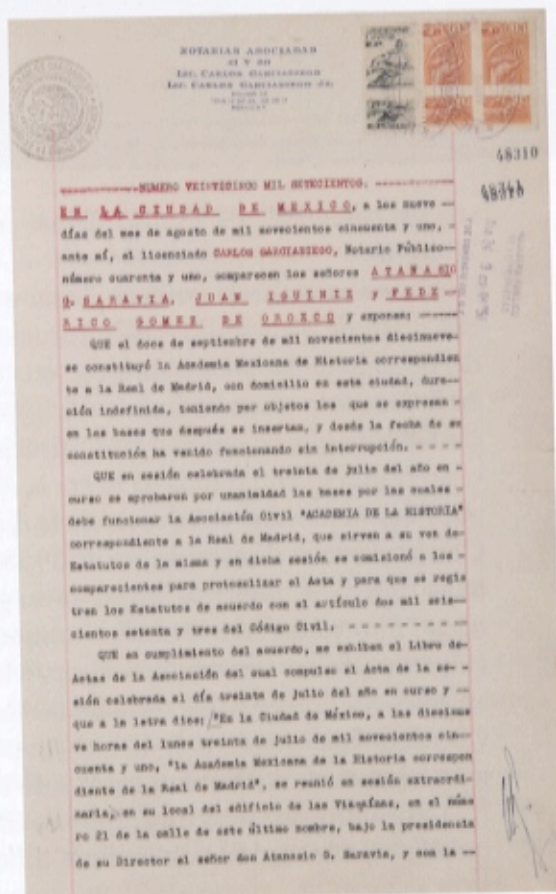 NOTARIAS ASOCIADAS
41 Y 50
LIC. CARLOS GARCIADIEGO
LIC. CARLOS GARCIADIEGO JR.
48310
--------NUMERO VEINTICINCO MIL SETECIENTOS.--------
EN LA CIUDAD DE MEXICO, a los nueve
días del mes de agosto de mil novecientos cincuenta y uno, -
ante mí, el licenciado CARLOS GARCIADIEGO, Notario Público--
número cuarenta y uno, comparecen los señores ATANASIO
G. SARAVIA, JUAN IGUINIZ y FEDE
RICO GOMEZ DE OROZCO y exponen: ------
QUE el doce de septiembre de mil novecientos diecinueve--
se constituyó la Academia Mexicana de Historia correspondien
te a la Real de Madrid, con domicilio en esta ciudad, dura--
ción indefinida, teniendo por objetos los que se expresan -
en las bases que después se insertan, y desde la fecha de su
constitución ha venido funcionando sin interrupción. - - - -
QUE en sesión celebrada el treinta de julio del año en -
curso se aprobaron por unanimidad las bases por las cuales -
debe funcionar la Asociación Civil "ACADEMIA DE LA HISTORIA"
correspondiente a la Real de Madrid, que sirven a su vez de-
Estatutos de la misma y en dicha sesión se comisionó a los -
comparecientes para protocolizar el Acta y para que se regis
tren los Estatutos de acuerdo con el artículo dos mil seis--
cientos setenta y tres del Código Civil. - - - - - - - -
QUE en cumplimiento del acuerdo, me exhiben el Libro de-
Actas de la Asociación del cual compulso el Acta de la se- -
sión celebrada el día treinta de julio del año en curso y --
que a la letra dice: "En la Ciudad de México, a las diecinue
ve horas del lunes treinta de julio de mil novecientos cin--
cuenta y uno, "la Academia Mexicana de la Historia correspon
diente de la Real de Madrid", se reunió en sesión extraordi-
naria, en su local del edificio de las Vizcaínas, en el núme
ro 21 de la calle de este último nombre, bajo la presidencia
de su Director el señor don Atanasio G. Saravia, y con la --